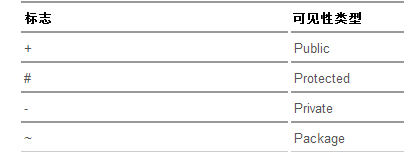 标志 可见性类型
+ Public
# Protected
- Private
~ Package